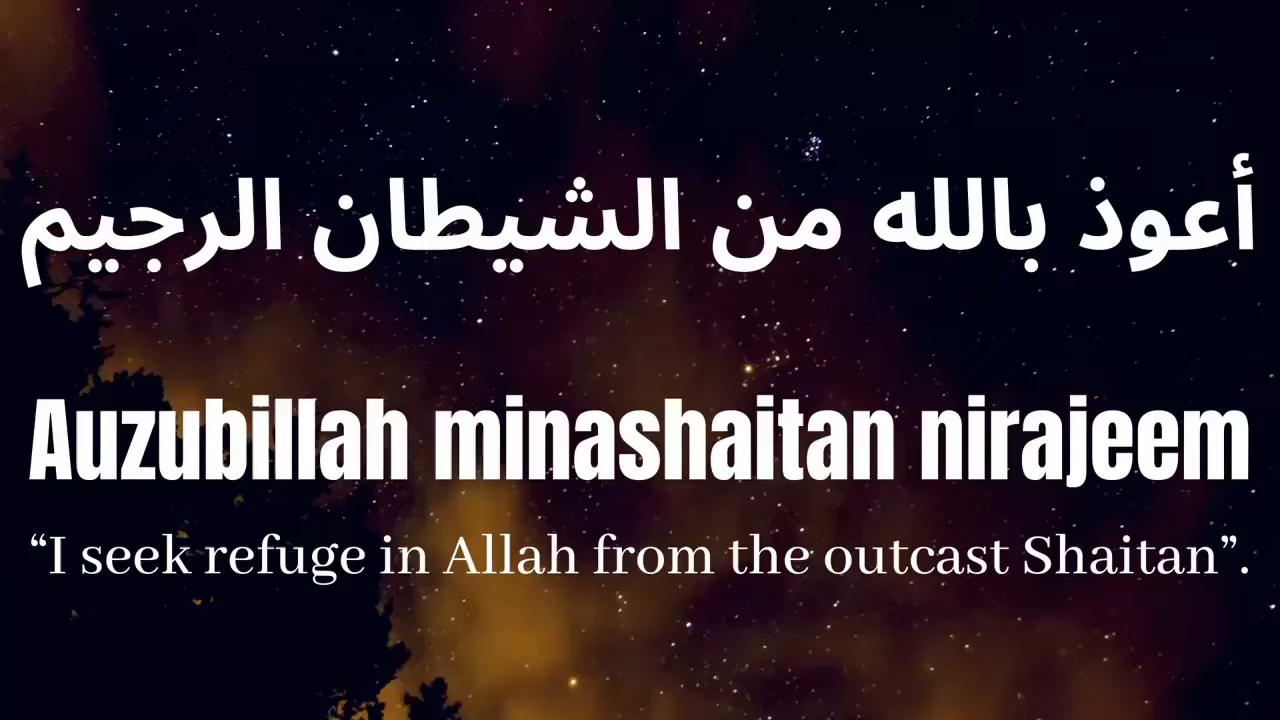 أعوذ بالله من الشيطان الرجيم
Auzubillah minashaitan nirajeem
“I seek refuge in Allah from the outcast Shaitan”.